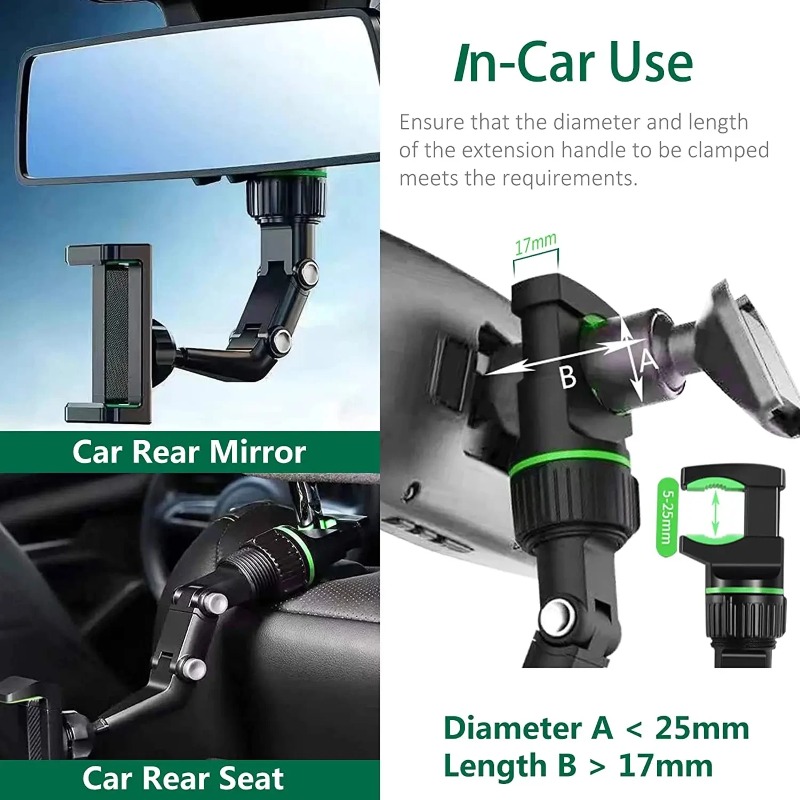 In-Car Use
Ensure that the diameter and length
of the extension handle to be clamped
meets the requirements.
17mm
B
A
5-25mm
Car Rear Mirror
Car Rear Seat
Diameter A < 25mm
Length B > 17mm